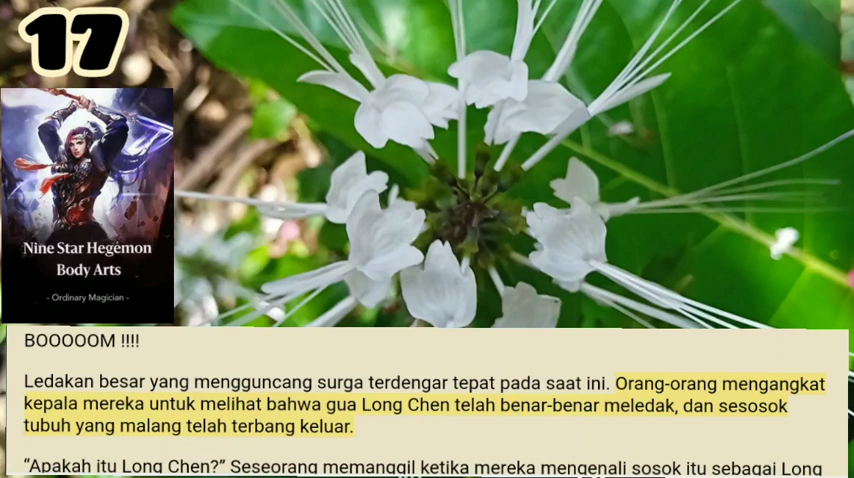 17
Nine Star Hegemon
Body Arts
- Ordinary Magician -
BOOOOOM !!!!
Ledakan besar yang mengguncang surga terdengar tepat pada saat ini. Orang-orang mengangkat
kepala mereka untuk melihat bahwa gua Long Chen telah benar-benar meledak, dan sesosok
tubuh yang malang telah terbang keluar.
“Apakah itu Long Chen?” Seseorang memanggil ketika mereka mengenali sosok itu sebagai Long